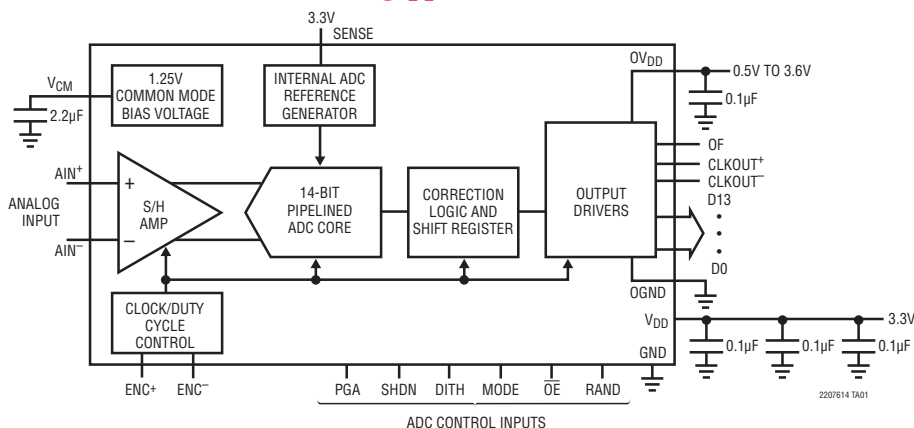 3.3V
SENSE
OV_DD
0.5V TO 3.6V
0.1µF
V_CM
2.2µF
1.25V
COMMON MODE
BIAS VOLTAGE
INTERNAL ADC
REFERENCE
GENERATOR
OF
CLKOUT⁺
CLKOUT⁻
D13
•
•
•
D0
AIN⁺
ANALOG
INPUT
AIN⁻
+
−
S/H
AMP
14-BIT
PIPELINED
ADC CORE
CORRECTION
LOGIC AND
SHIFT REGISTER
OUTPUT
DRIVERS
OGND
CLOCK/DUTY
CYCLE
CONTROL
V_DD
3.3V
0.1µF
0.1µF
0.1µF
GND
ENC+
ENC⁻
PGA
SHDN
DITH
MODE
O̅E̅
RAND
2207614 TA01
ADC CONTROL INPUTS